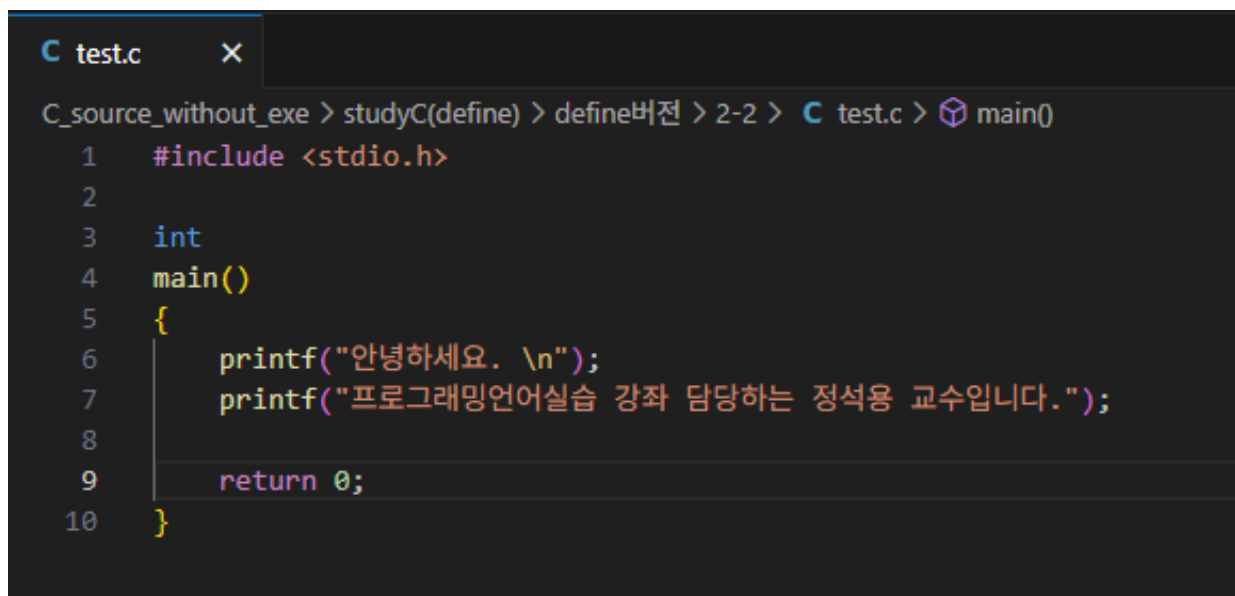 C test.c ×
C_source_without_exe > studyC(define) > define버전 > 2-2 > C test.c > main()
1 #include <stdio.h>
2
3 int
4 main()
5 {
6 printf("안녕하세요. \n");
7 printf("프로그래밍언어실습 강좌 담당하는 정석용 교수입니다.");
8
9 return 0;
10 }